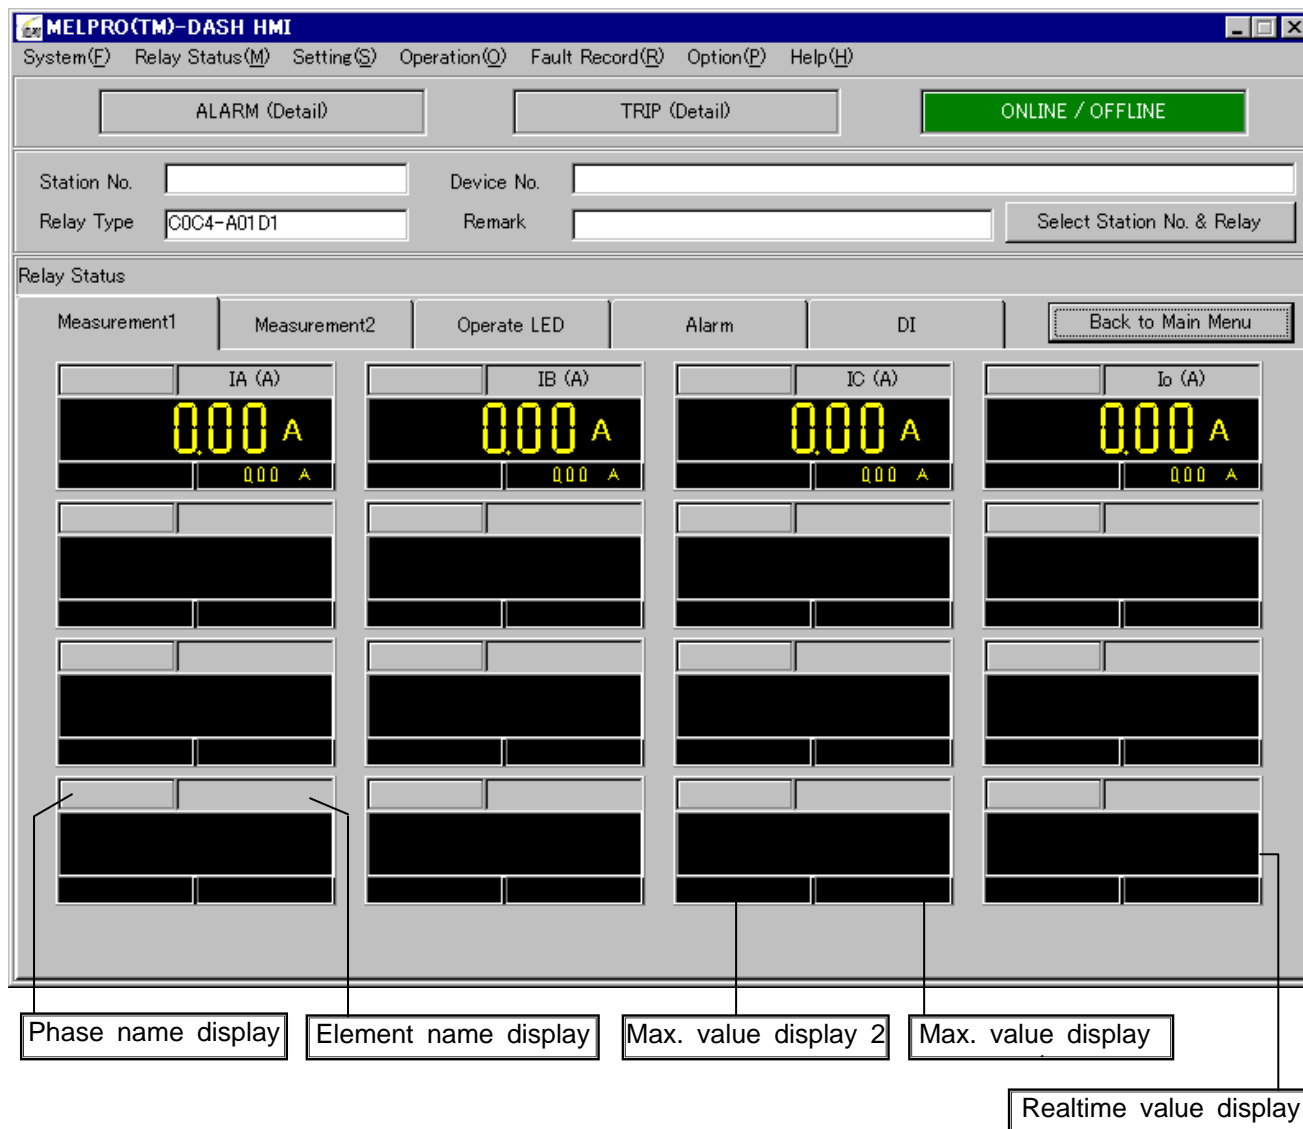 MELPRO(TM)-DASH HMI
System(F) Relay Status(M) Setting(S) Operation(O) Fault Record(R) Option(P) Help(H)
ALARM (Detail) TRIP (Detail) ONLINE / OFFLINE
Station No. Device No.
Relay Type C0C4-A01D1 Remark Select Station No. & Relay
Relay Status
Measurement1 Measurement2 Operate LED Alarm DI Back to Main Menu
IA (A) IB (A) IC (A) Io (A)
0.00 A 0.00 A 0.00 A 0.00 A
0.00 A 0.00 A 0.00 A 0.00 A
Phase name display Element name display Max. value display 2 Max. value display
Realtime value display